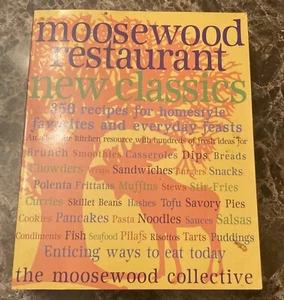 moosewood
restaurant
new classics
350 recipes for homestyle
favorites and everyday feasts
kitchen resource with hundreds of fresh ideas for
Brunch Smoothies Casseroles Dips Breads
Chowders Sandwiches Burgers Snacks
Polenta Frittatas Muffins Stews Stir-Fries
Curries Skillet Beans Hashes Tofu Savory Pies
Cookies Pancakes Pasta Noodles Sauces Salsas
Condiments Fish Seafood Pilafs Risottos Tarts Puddings
Enticing ways to eat today
the moosewood collective